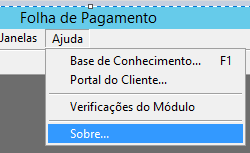 Folha de Pagamento
Janelas Ajuda
Base de Conhecimento... F1
Portal do Cliente...
Verificações do Módulo
Sobre...